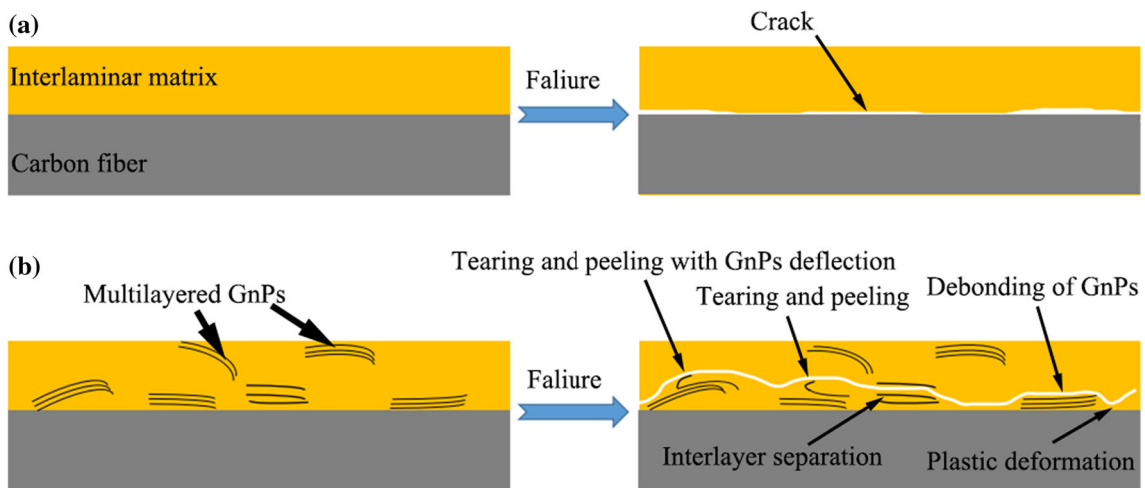 (a)
Crack
Interlaminar matrix
Faliure
Carbon fiber
(b)
Tearing and peeling with GnPs deflection
Multilayered GnPs
Tearing and peeling
Debonding of GnPs
Faliure
Interlayer separation
Plastic deformation